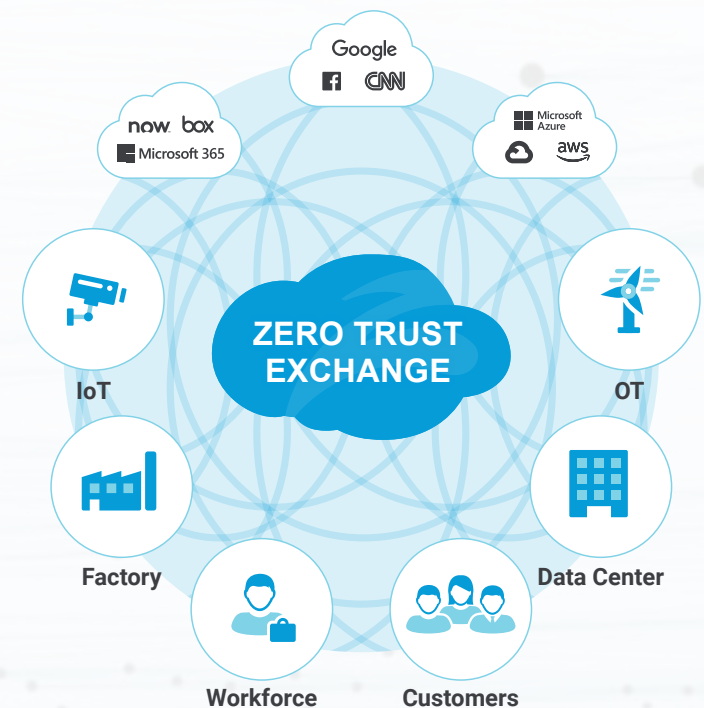 Google
CNN
now. box
Microsoft 365
Microsoft
Azure
aws
ZERO TRUST
EXCHANGE
IoT
OT
Factory
Data Center
Workforce
Customers